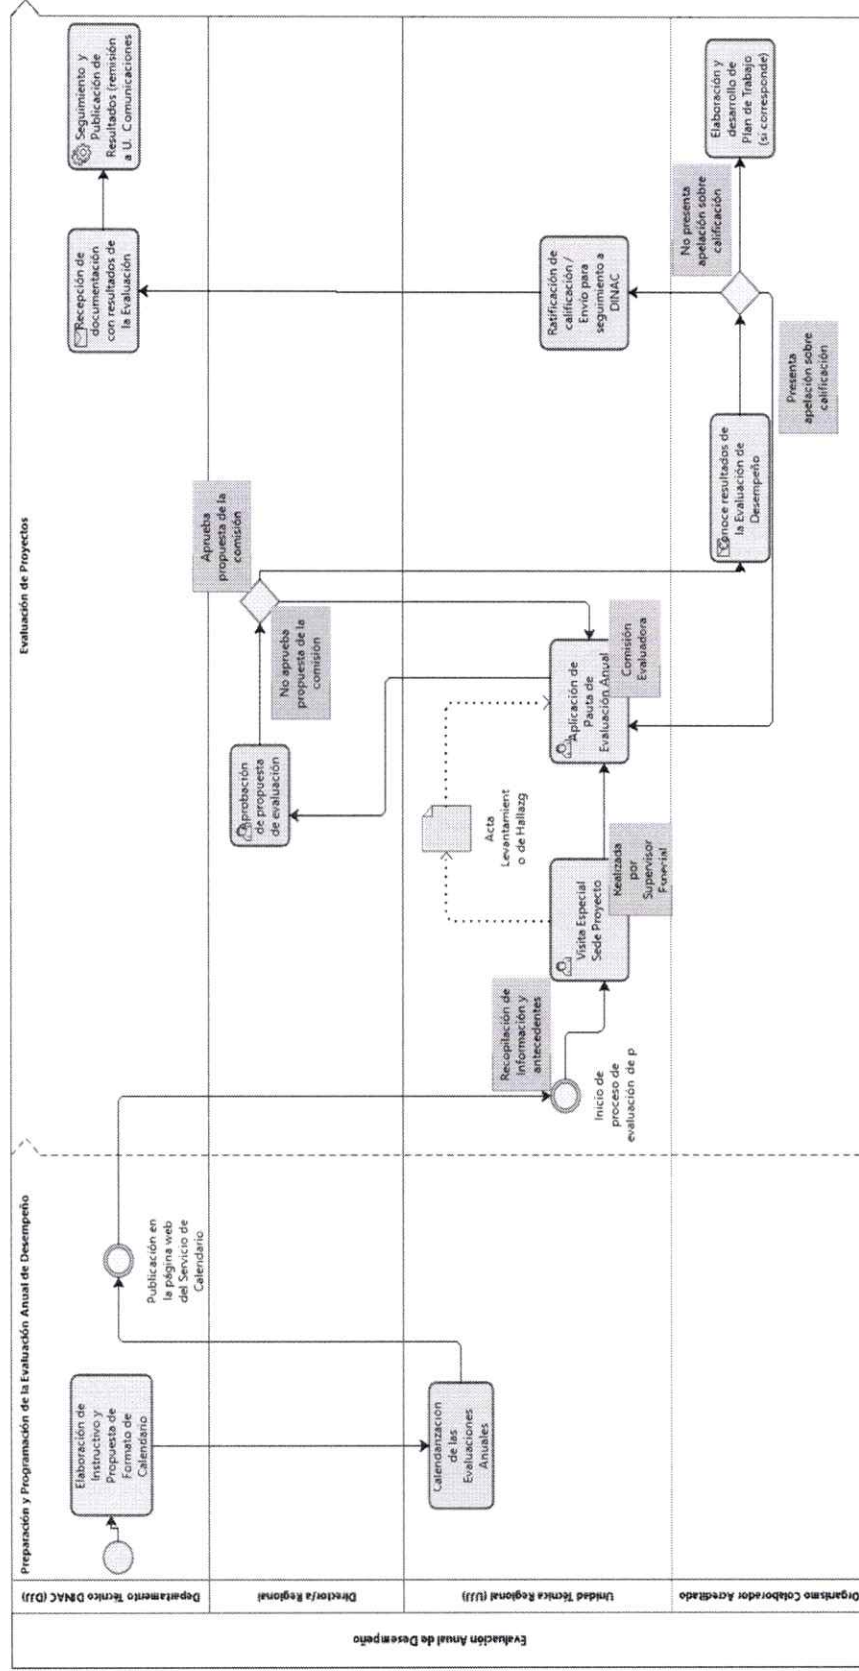 Evaluación Anual de Desempeño
Departamento Técnico DINAC (DJJ)
Director/a Regional
Unidad Técnica Regional (UJJ)
Organismo Colaborador Acreditado
Preparación y Programación de la Evaluación Anual de Desempeño
Elaboración de
Instructivo y
Propuesta de
Formato de
Calendario
Calendarización
de las
Evaluaciones
Anuales
Publicación en
la página web
del Servicio de
Calendario
Evaluación de Proyectos
Recopilación de
información y
antecedentes
Inicio de
proceso de
evaluación de p
Visita Especial
Sede Proyecto
Realizada
por
Supervisor
Acta
Levantamient
o de Hallazg
Aplicación de
Pauta de
Evaluación Anual
Comisión
Evaluadora
probación
de propuesta
de evaluación
No aprueba
propuesta de la
comisión
Aprueba
propuesta de la
comisión
onoce resultados de
la Evaluación de
Desempeño
Presenta
apelación sobre
calificación
No presenta
apelación sobre
calificación
Ratificación de
calificación /
Envío para
seguimiento a
DINAC
Recepción de
documentación
con resultados de
la Evaluación
Seguimiento y
Publicación de
Resultados (remisión
a U. Comunicaciones
Elaboración y
desarrollo de
Plan de Trabajo
(si corresponde)